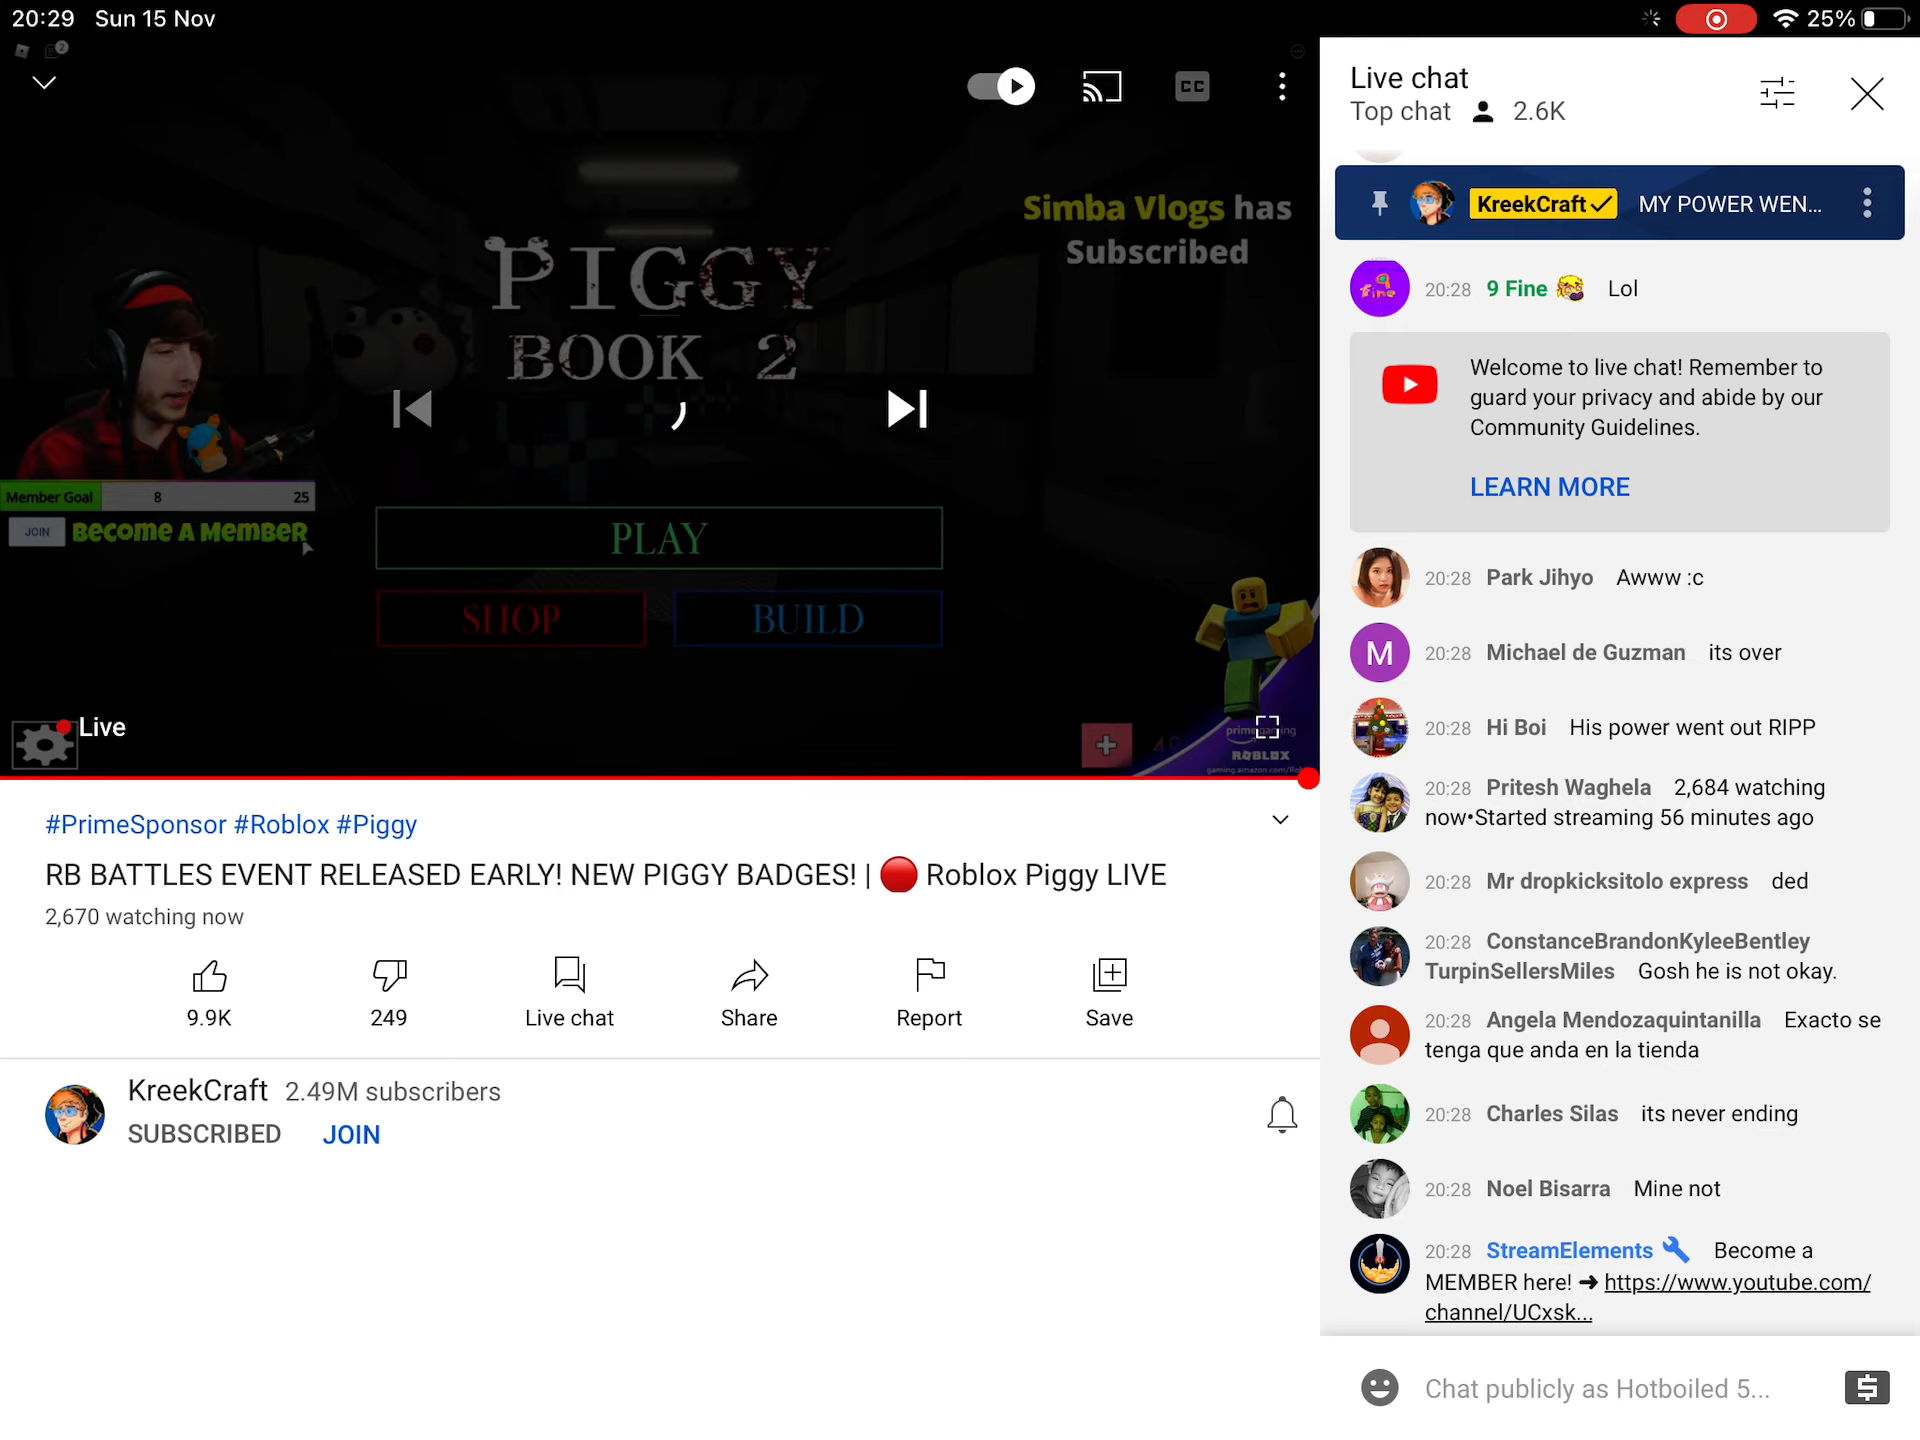 20:29 Sun 15 Nov
25%
2
CC
Simba Vlogs has
Subscribed
PIGGY
BOOK 2
Member Goal 8 25
JOIN BECOME A MEMBER
PLAY
SHOP BUILD
Live
prime gaming
ROBLOX
#PrimeSponsor #Roblox #Piggy
RB BATTLES EVENT RELEASED EARLY! NEW PIGGY BADGES! | 🔴 Roblox Piggy LIVE
2,670 watching now
9.9K 249 Live chat Share Report Save
KreekCraft 2.49M subscribers
SUBSCRIBED JOIN
Live chat
Top chat 2.6K
KreekCraft MY POWER WEN...
20:28 9 Fine Lol
Welcome to live chat! Remember to
guard your privacy and abide by our
Community Guidelines.
LEARN MORE
20:28 Park Jihyo Awww :c
M
20:28 Michael de Guzman its over
20:28 Hi Boi His power went out RIPP
20:28 Pritesh Waghela 2,684 watching
now•Started streaming 56 minutes ago
20:28 Mr dropkicksitolo express ded
20:28 ConstanceBrandonKyleeBentley
TurpinSellersMiles Gosh he is not okay.
20:28 Angela Mendozaquintanilla Exacto se
tenga que anda en la tienda
20:28 Charles Silas its never ending
20:28 Noel Bisarra Mine not
20:28 StreamElements Become a
MEMBER here! ➜ https://www.youtube.com/
channel/UCxsk...
Chat publicly as Hotboiled 5...